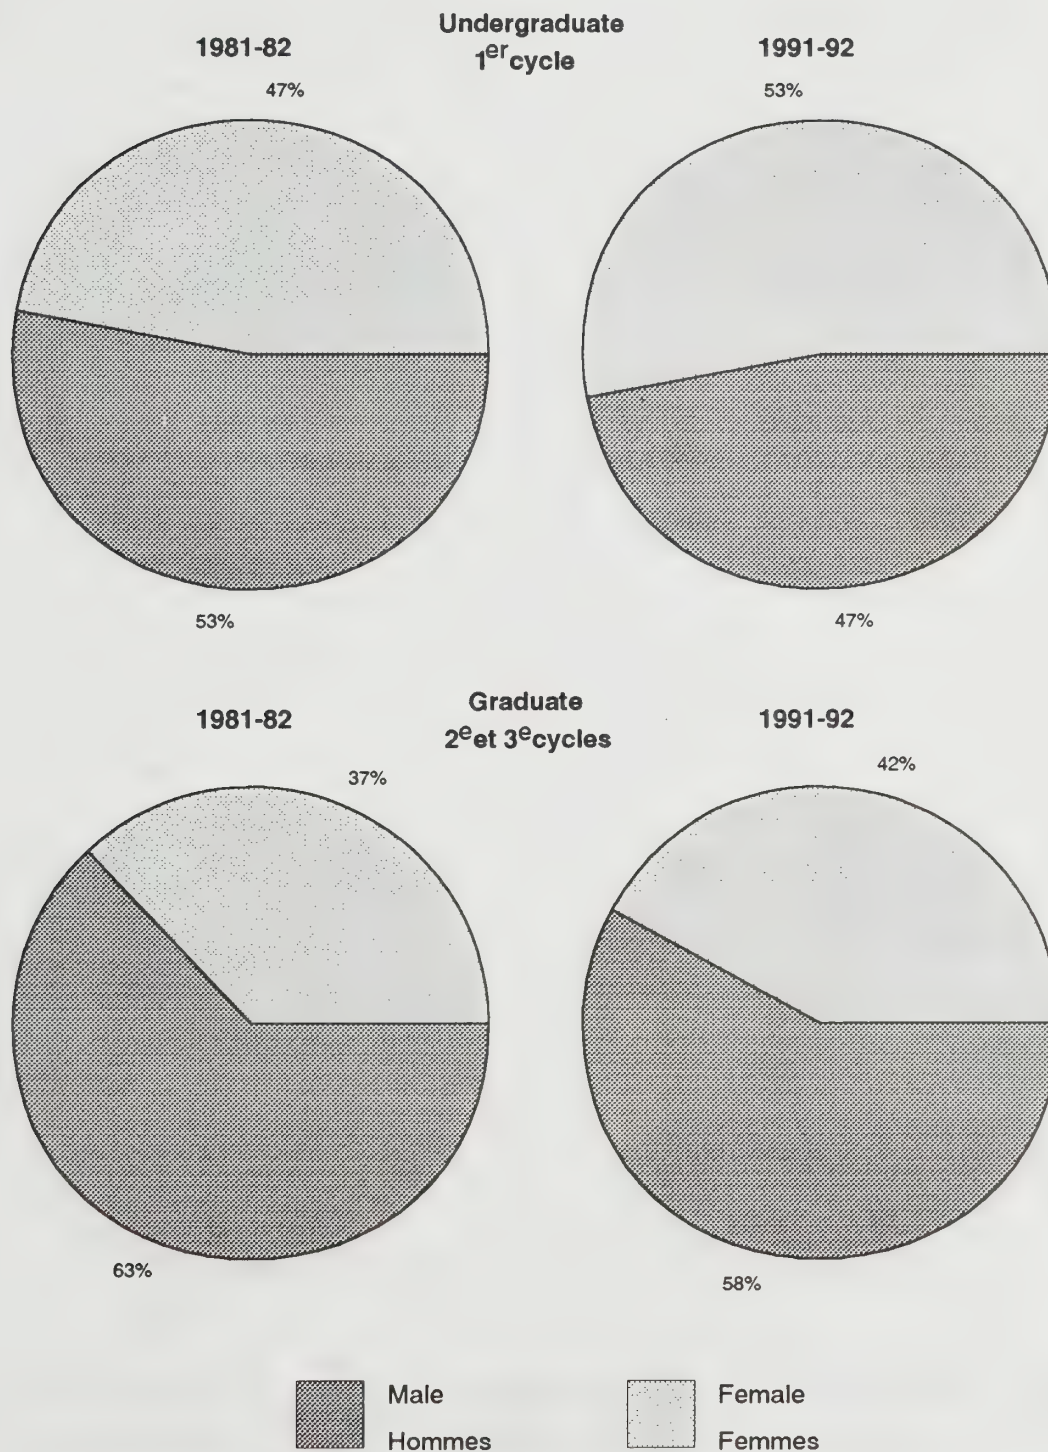 Undergraduate
1er cycle
1981-82
1991-92
47%
53%
53%
47%
Graduate
2e et 3e cycles
1981-82
1991-92
37%
42%
63%
58%
Male
Hommes
Female
Femmes